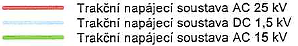 Trakční napájecí soustava AC 25 kV
Trakční napájecí soustava DC 1,5 kV
Trakční napájecí soustava AC 15 kV